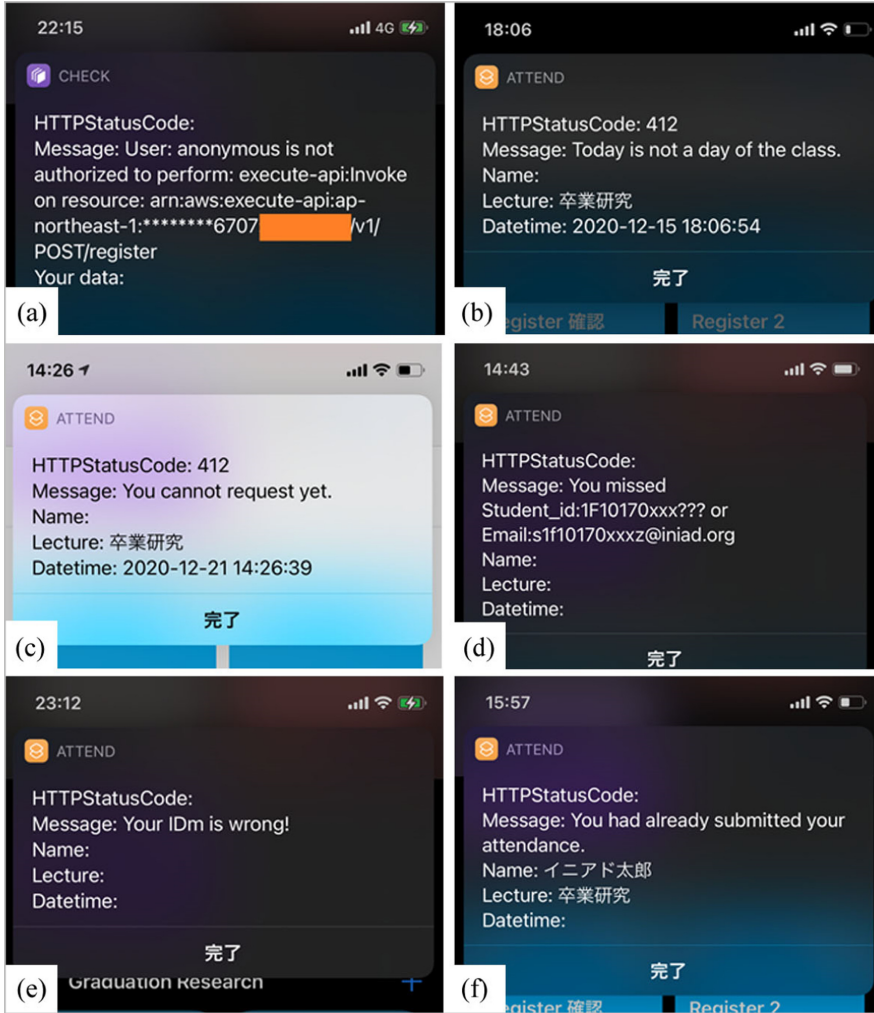 22:15
4G
CHECK
HTTPStatusCode:
Message: User: anonymous is not
authorized to perform: execute-api:Invoke
on resource: arn:aws:execute-api:ap-
northeast-1:********6707 /v1/
POST/register
Your data:
(a)
18:06
ATTEND
HTTPStatusCode: 412
Message: Today is not a day of the class.
Name:
Lecture: 卒業研究
Datetime: 2020-12-15 18:06:54
完了
egister 確認
Register 2
(b)
14:26
ATTEND
HTTPStatusCode: 412
Message: You cannot request yet.
Name:
Lecture: 卒業研究
Datetime: 2020-12-21 14:26:39
完了
(c)
14:43
ATTEND
HTTPStatusCode:
Message: You missed
Student_id:1F10170xxx??? or
Email:s1f10170xxxz@iniad.org
Name:
Lecture:
Datetime:
完了
(d)
23:12
ATTEND
HTTPStatusCode:
Message: Your IDm is wrong!
Name:
Lecture:
Datetime:
完了
Graduation Research
(e)
15:57
ATTEND
HTTPStatusCode:
Message: You had already submitted your
attendance.
Name: イニアド太郎
Lecture: 卒業研究
Datetime:
完了
egister 確認
Register 2
(f)